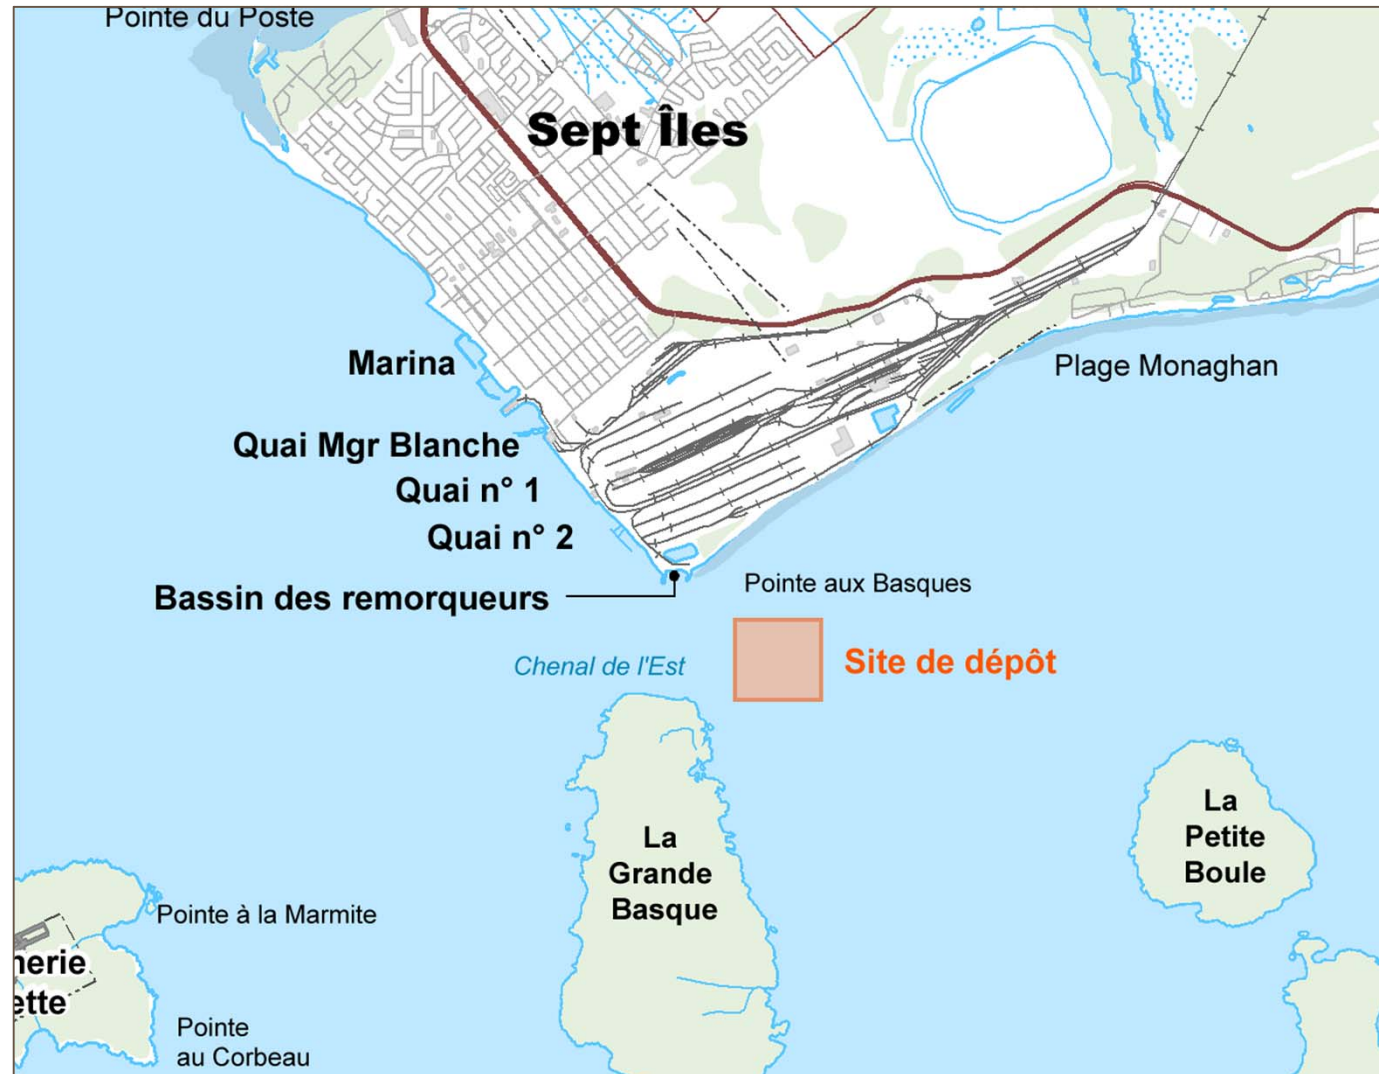 Pointe du Poste
Sept Îles
Marina
Plage Monaghan
Quai Mgr Blanche
Quai n° 1
Quai n° 2
Pointe aux Basques
Bassin des remorqueurs
Chenal de l'Est
Site de dépôt
La
Petite
Boule
La
Grande
Basque
Pointe à la Marmite
nerie
ette
Pointe
au Corbeau